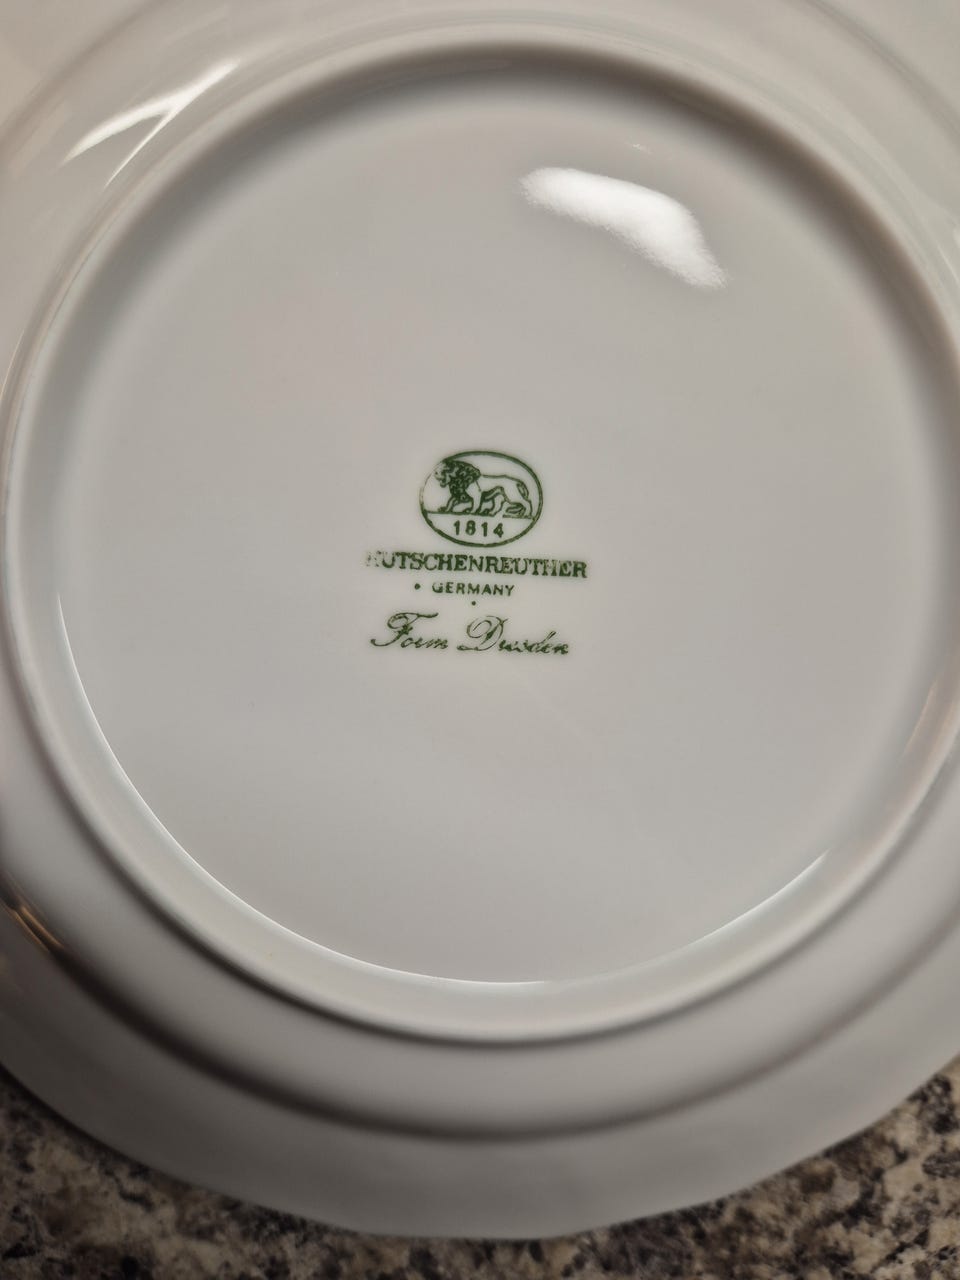 1814
HUTSCHENREUTHER
• GERMANY •
Form Dresden